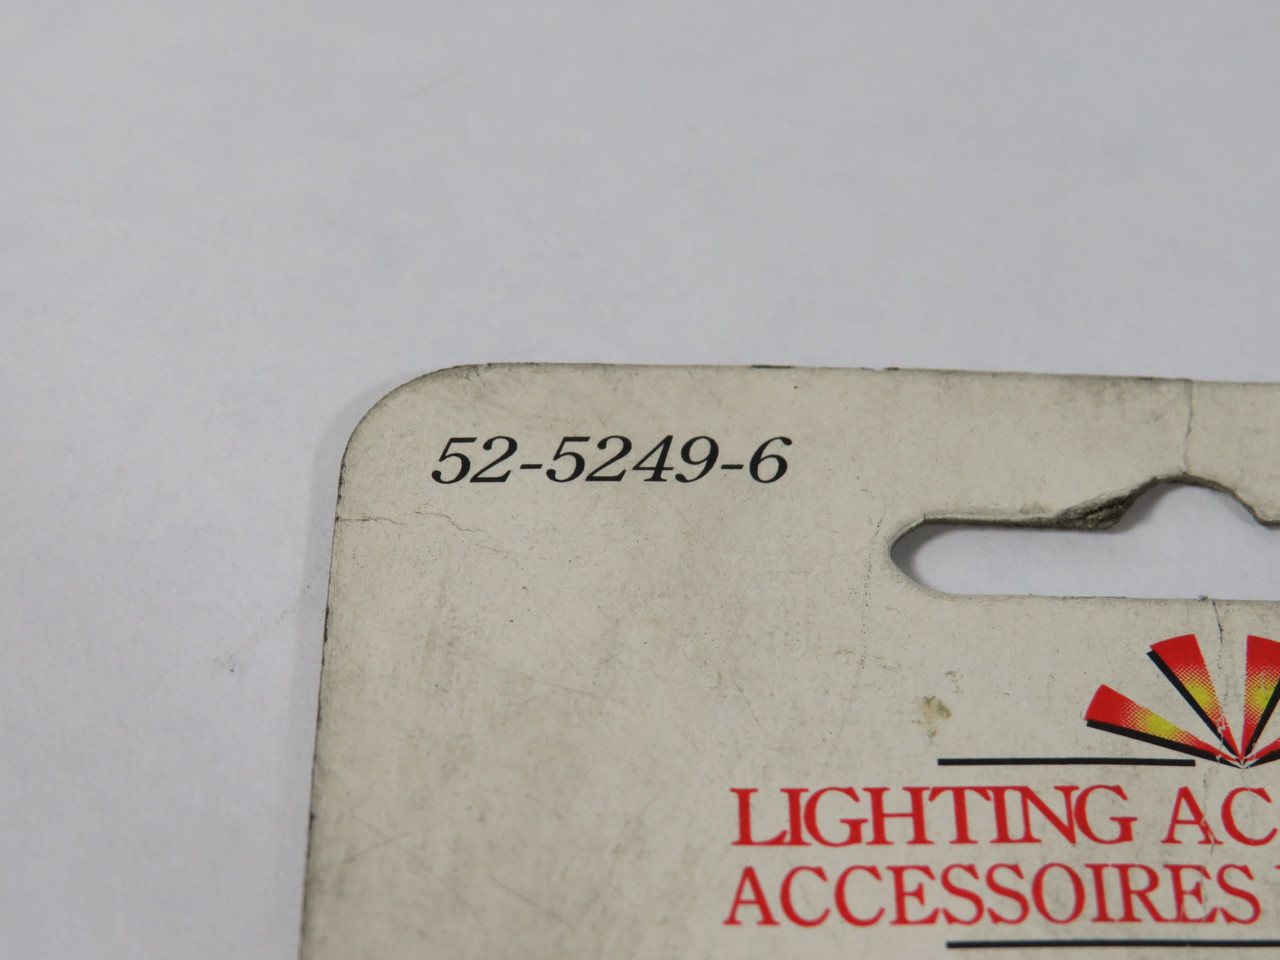 52-5249-6
LIGHTING AC
ACCESSOIRES